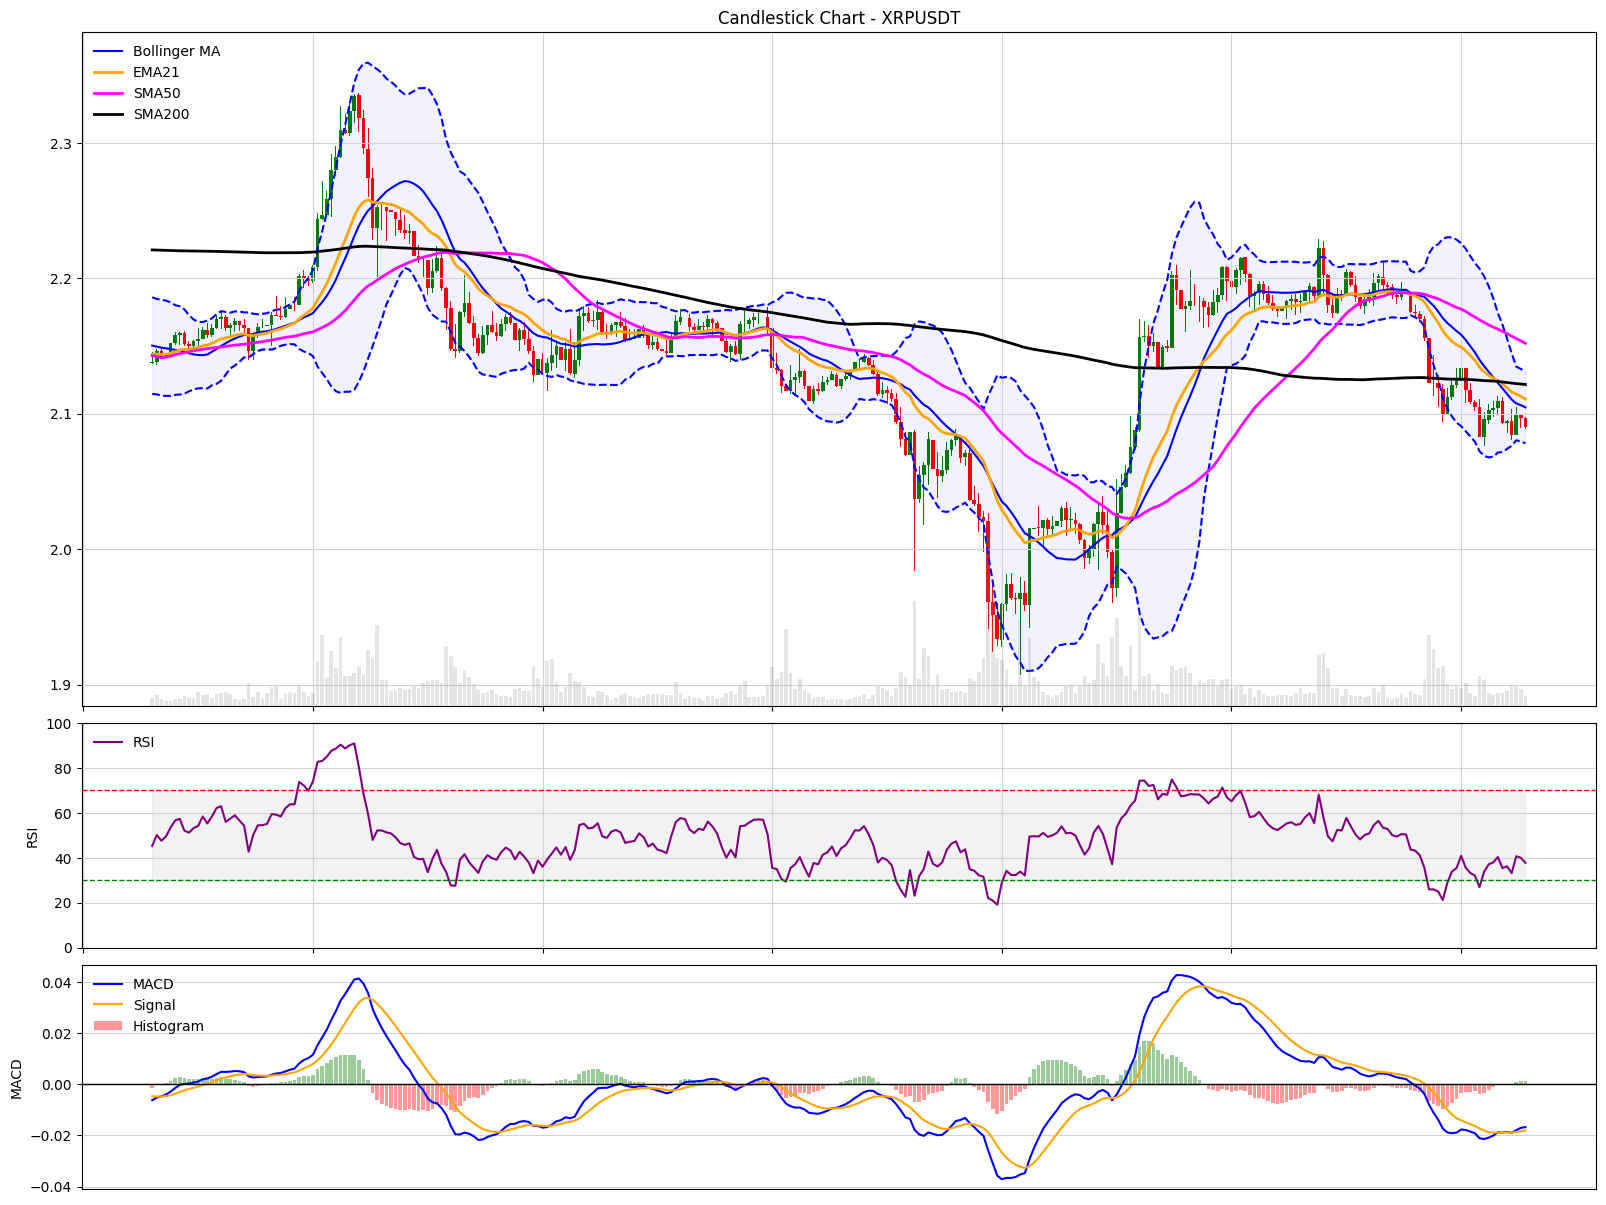 Candlestick Chart - XRPUSDT
Bollinger MA
EMA21
SMA50
SMA200
2.3
2.2
2.1
2.0
1.9
RSI
100
80
60
40
20
0
RSI
MACD
Signal
Histogram
0.04
0.02
0.00
−0.02
−0.04
MACD